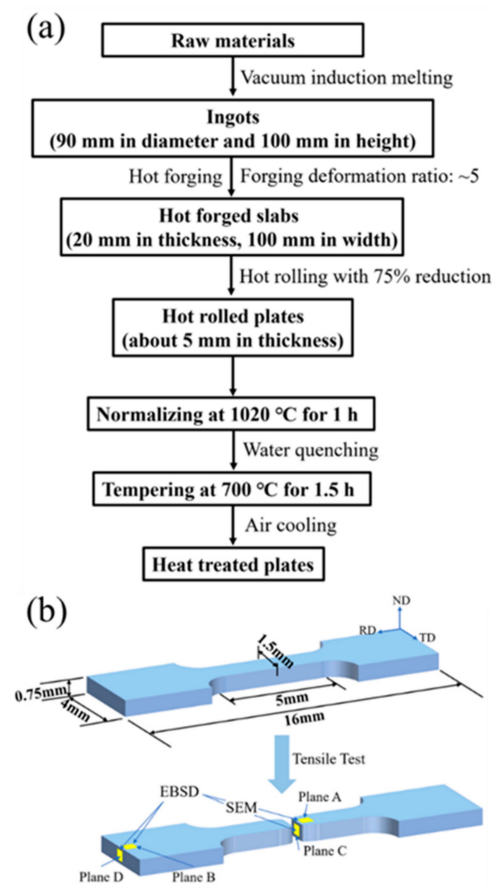 (a)
Raw materials
Vacuum induction melting
Ingots
(90 mm in diameter and 100 mm in height)
Hot forging
Forging deformation ratio: ~5
Hot forged slabs
(20 mm in thickness, 100 mm in width)
Hot rolling with 75% reduction
Hot rolled plates
(about 5 mm in thickness)
Normalizing at 1020 °C for 1 h
Water quenching
Tempering at 700 °C for 1.5 h
Air cooling
Heat treated plates
(b)
ND
RD
TD
1.5mm
0.75mm
4mm
5mm
16mm
Tensile Test
EBSD
SEM
Plane A
Plane C
Plane D
Plane B